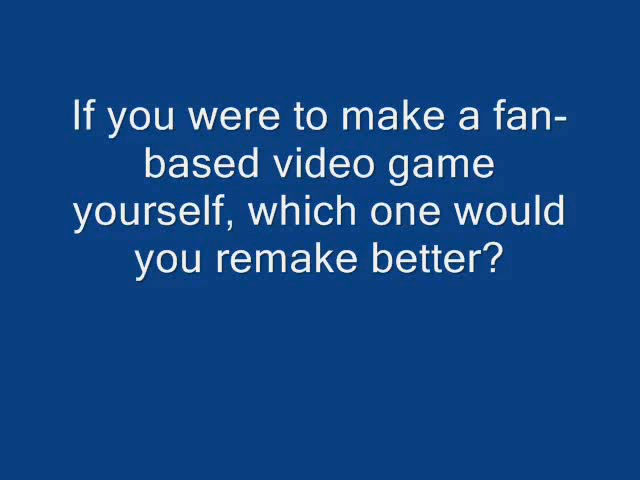 If you were to make a fan-
based video game
yourself, which one would
you remake better?